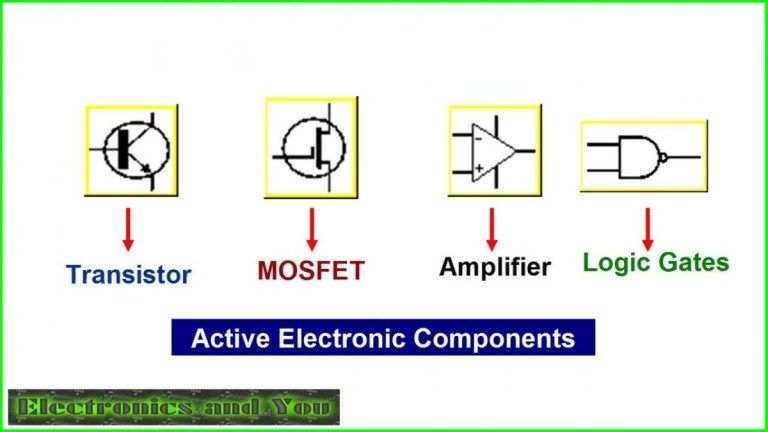 Transistor
MOSFET
Amplifier
Logic Gates
Active Electronic Components
Electronics and You